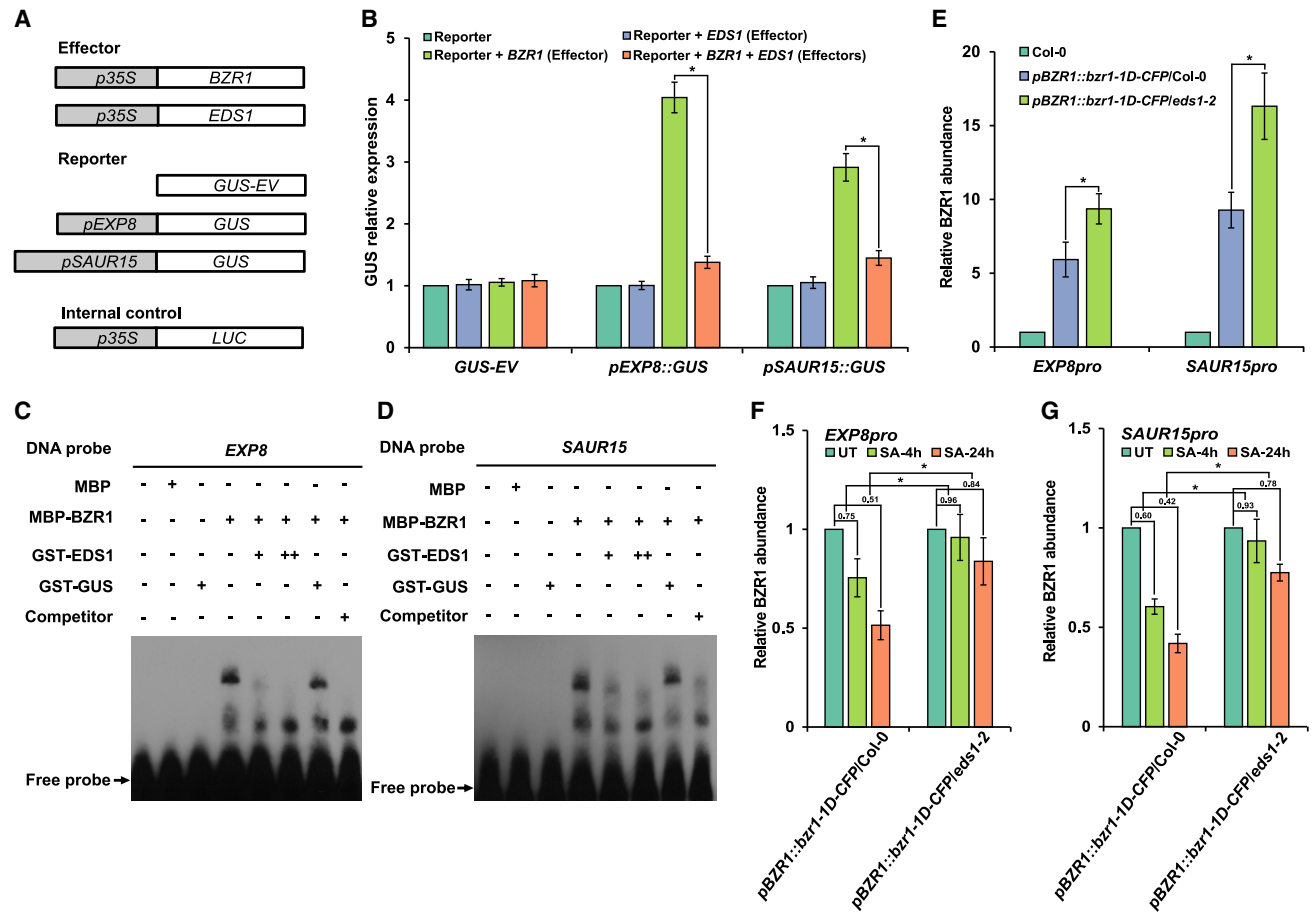 A
Effector
p35S BZR1
p35S EDS1
Reporter
GUS-EV
pEXP8 GUS
pSAUR15 GUS
Internal control
p35S LUC
B
Reporter
Reporter + EDS1 (Effector)
Reporter + BZR1 (Effector)
Reporter + BZR1 + EDS1 (Effectors)
GUS relative expression
5
4
3
2
1
0
*
*
GUS-EV pEXP8::GUS pSAUR15::GUS
E
Col-0
pBZR1::bzr1-1D-CFP/Col-0
pBZR1::bzr1-1D-CFP/eds1-2
Relative BZR1 abundance
20
15
10
5
0
*
*
EXP8pro SAUR15pro
C
DNA probe EXP8
MBP - + - - - - - -
MBP-BZR1 - - - + + + + +
GST-EDS1 - - - - + ++ - -
GST-GUS - - + - - - + -
Competitor - - - - - - - +
Free probe
D
DNA probe SAUR15
MBP - + - - - - - -
MBP-BZR1 - - - + + + + +
GST-EDS1 - - - - + ++ - -
GST-GUS - - + - - - + -
Competitor - - - - - - - +
Free probe
F
EXP8pro
UT SA-4h SA-24h
Relative BZR1 abundance
1.5
1
0.5
0
*
*
0.51 0.84
0.75 0.96
pBZR1::bzr1-1D-CFP/Col-0
pBZR1::bzr1-1D-CFP/eds1-2
G
SAUR15pro
UT SA-4h SA-24h
Relative BZR1 abundance
1.5
1
0.5
0
*
*
0.42 0.78
0.60 0.93
pBZR1::bzr1-1D-CFP/Col-0
pBZR1::bzr1-1D-CFP/eds1-2